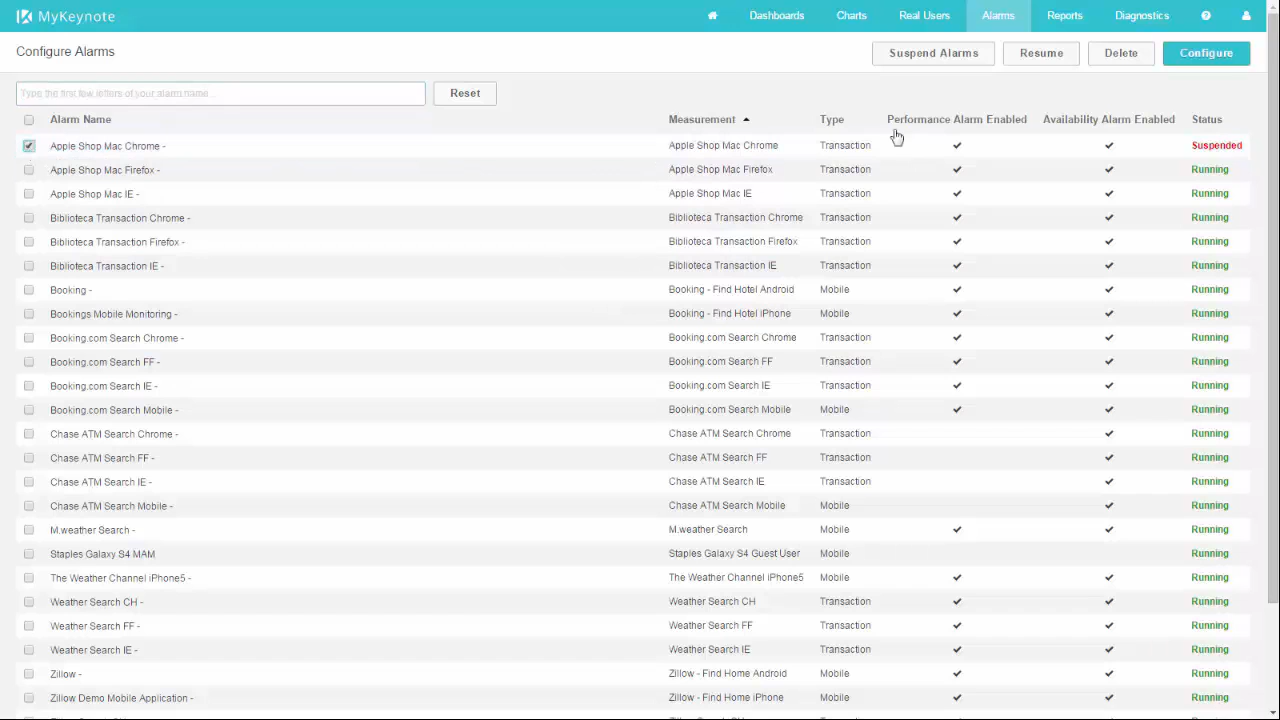 MyKeynote Dashboards Charts Real Users Alarms Reports Diagnostics
Configure Alarms Suspend Alarms Resume Delete Configure
Type the first few letters of your alarm name... Reset
Alarm Name Measurement Type Performance Alarm Enabled Availability Alarm Enabled Status
Apple Shop Mac Chrome - Apple Shop Mac Chrome Transaction Suspended
Apple Shop Mac Firefox - Apple Shop Mac Firefox Transaction Running
Apple Shop Mac IE - Apple Shop Mac IE Transaction Running
Biblioteca Transaction Chrome - Biblioteca Transaction Chrome Transaction Running
Biblioteca Transaction Firefox - Biblioteca Transaction Firefox Transaction Running
Biblioteca Transaction IE - Biblioteca Transaction IE Transaction Running
Booking - Booking - Find Hotel Android Mobile Running
Bookings Mobile Monitoring - Booking - Find Hotel iPhone Mobile Running
Booking.com Search Chrome - Booking.com Search Chrome Transaction Running
Booking.com Search FF - Booking.com Search FF Transaction Running
Booking.com Search IE - Booking.com Search IE Transaction Running
Booking.com Search Mobile - Booking.com Search Mobile Mobile Running
Chase ATM Search Chrome - Chase ATM Search Chrome Transaction Running
Chase ATM Search FF - Chase ATM Search FF Transaction Running
Chase ATM Search IE - Chase ATM Search IE Transaction Running
Chase ATM Search Mobile - Chase ATM Search Mobile Mobile Running
M.weather Search - M.weather Search Mobile Running
Staples Galaxy S4 MAM Staples Galaxy S4 Guest User Mobile Running
The Weather Channel iPhone5 - The Weather Channel iPhone5 Mobile Running
Weather Search CH - Weather Search CH Transaction Running
Weather Search FF - Weather Search FF Transaction Running
Weather Search IE - Weather Search IE Transaction Running
Zillow - Zillow - Find Home Android Mobile Running
Zillow Demo Mobile Application - Zillow - Find Home iPhone Mobile Running